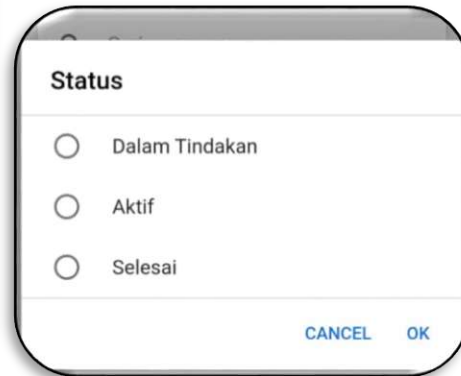 Status
Dalam Tindakan
Aktif
Selesai
CANCEL OK